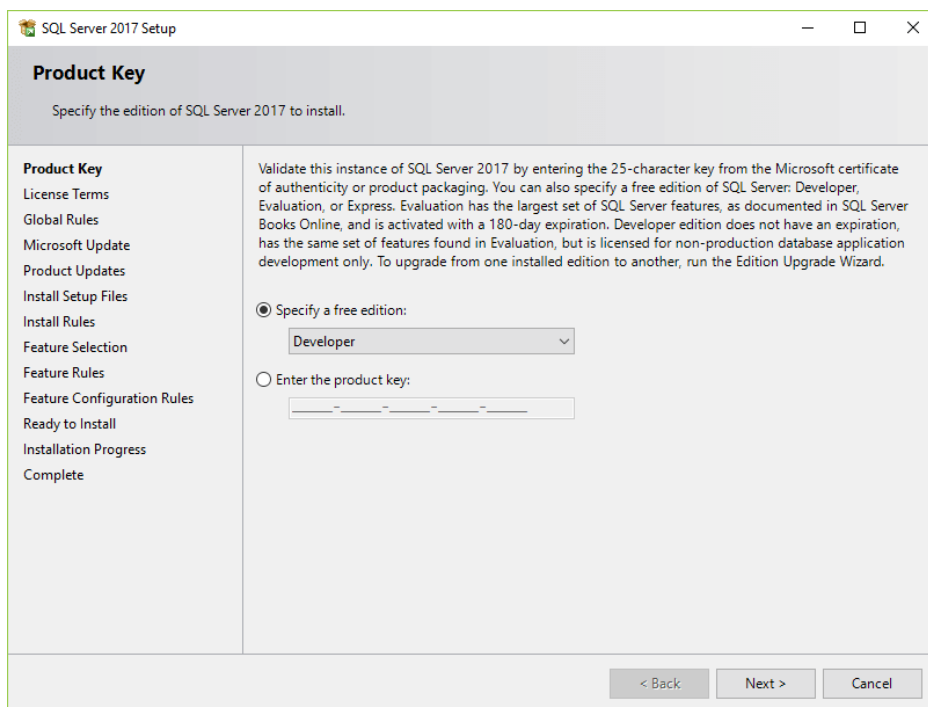 SQL Server 2017 Setup
Product Key
Specify the edition of SQL Server 2017 to install.
Product Key
License Terms
Global Rules
Microsoft Update
Product Updates
Install Setup Files
Install Rules
Feature Selection
Feature Rules
Feature Configuration Rules
Ready to Install
Installation Progress
Complete
Validate this instance of SQL Server 2017 by entering the 25-character key from the Microsoft certificate
of authenticity or product packaging. You can also specify a free edition of SQL Server: Developer,
Evaluation, or Express. Evaluation has the largest set of SQL Server features, as documented in SQL Server
Books Online, and is activated with a 180-day expiration. Developer edition does not have an expiration,
has the same set of features found in Evaluation, but is licensed for non-production database application
development only. To upgrade from one installed edition to another, run the Edition Upgrade Wizard.
Specify a free edition:
Developer
Enter the product key:
_____-_____-_____-_____-_____
< Back
Next >
Cancel